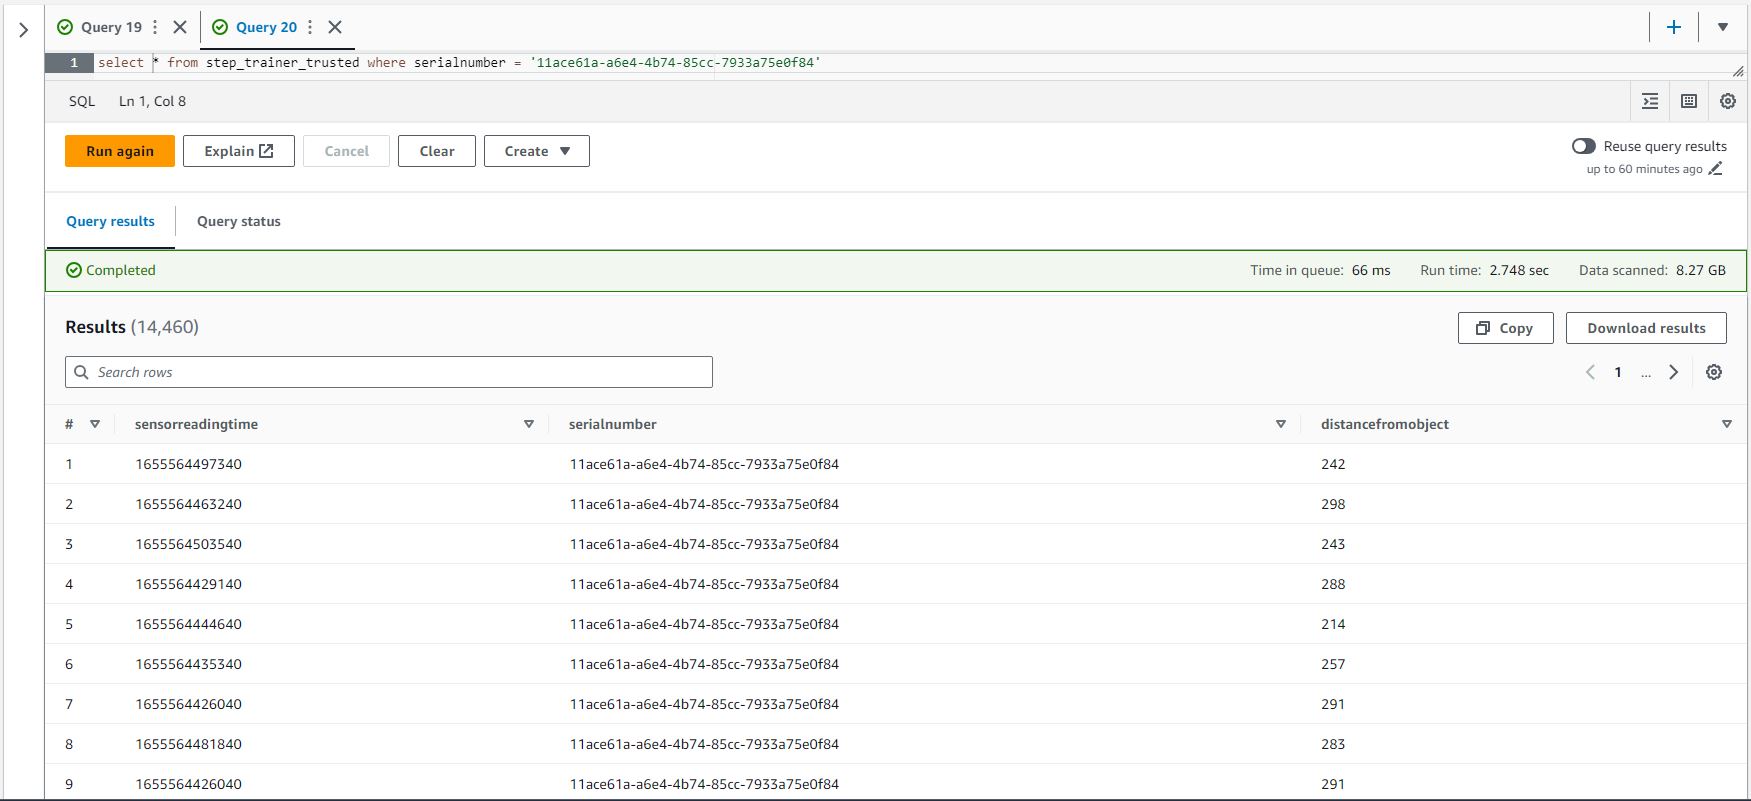 Query 19 Query 20
1 select * from step_trainer_trusted where serialnumber = '11ace61a-a6e4-4b74-85cc-7933a75e0f84'
SQL Ln 1, Col 8
Run again Explain Cancel Clear Create
Reuse query results
up to 60 minutes ago
Query results Query status
Completed Time in queue: 66 ms Run time: 2.748 sec Data scanned: 8.27 GB
Results (14,460) Copy Download results
Search rows 1 ...
# sensorreadingtime serialnumber distancefromobject
1 1655564497340 11ace61a-a6e4-4b74-85cc-7933a75e0f84 242
2 1655564463240 11ace61a-a6e4-4b74-85cc-7933a75e0f84 298
3 1655564503540 11ace61a-a6e4-4b74-85cc-7933a75e0f84 243
4 1655564429140 11ace61a-a6e4-4b74-85cc-7933a75e0f84 288
5 1655564444640 11ace61a-a6e4-4b74-85cc-7933a75e0f84 214
6 1655564435340 11ace61a-a6e4-4b74-85cc-7933a75e0f84 257
7 1655564426040 11ace61a-a6e4-4b74-85cc-7933a75e0f84 291
8 1655564481840 11ace61a-a6e4-4b74-85cc-7933a75e0f84 283
9 1655564426040 11ace61a-a6e4-4b74-85cc-7933a75e0f84 291